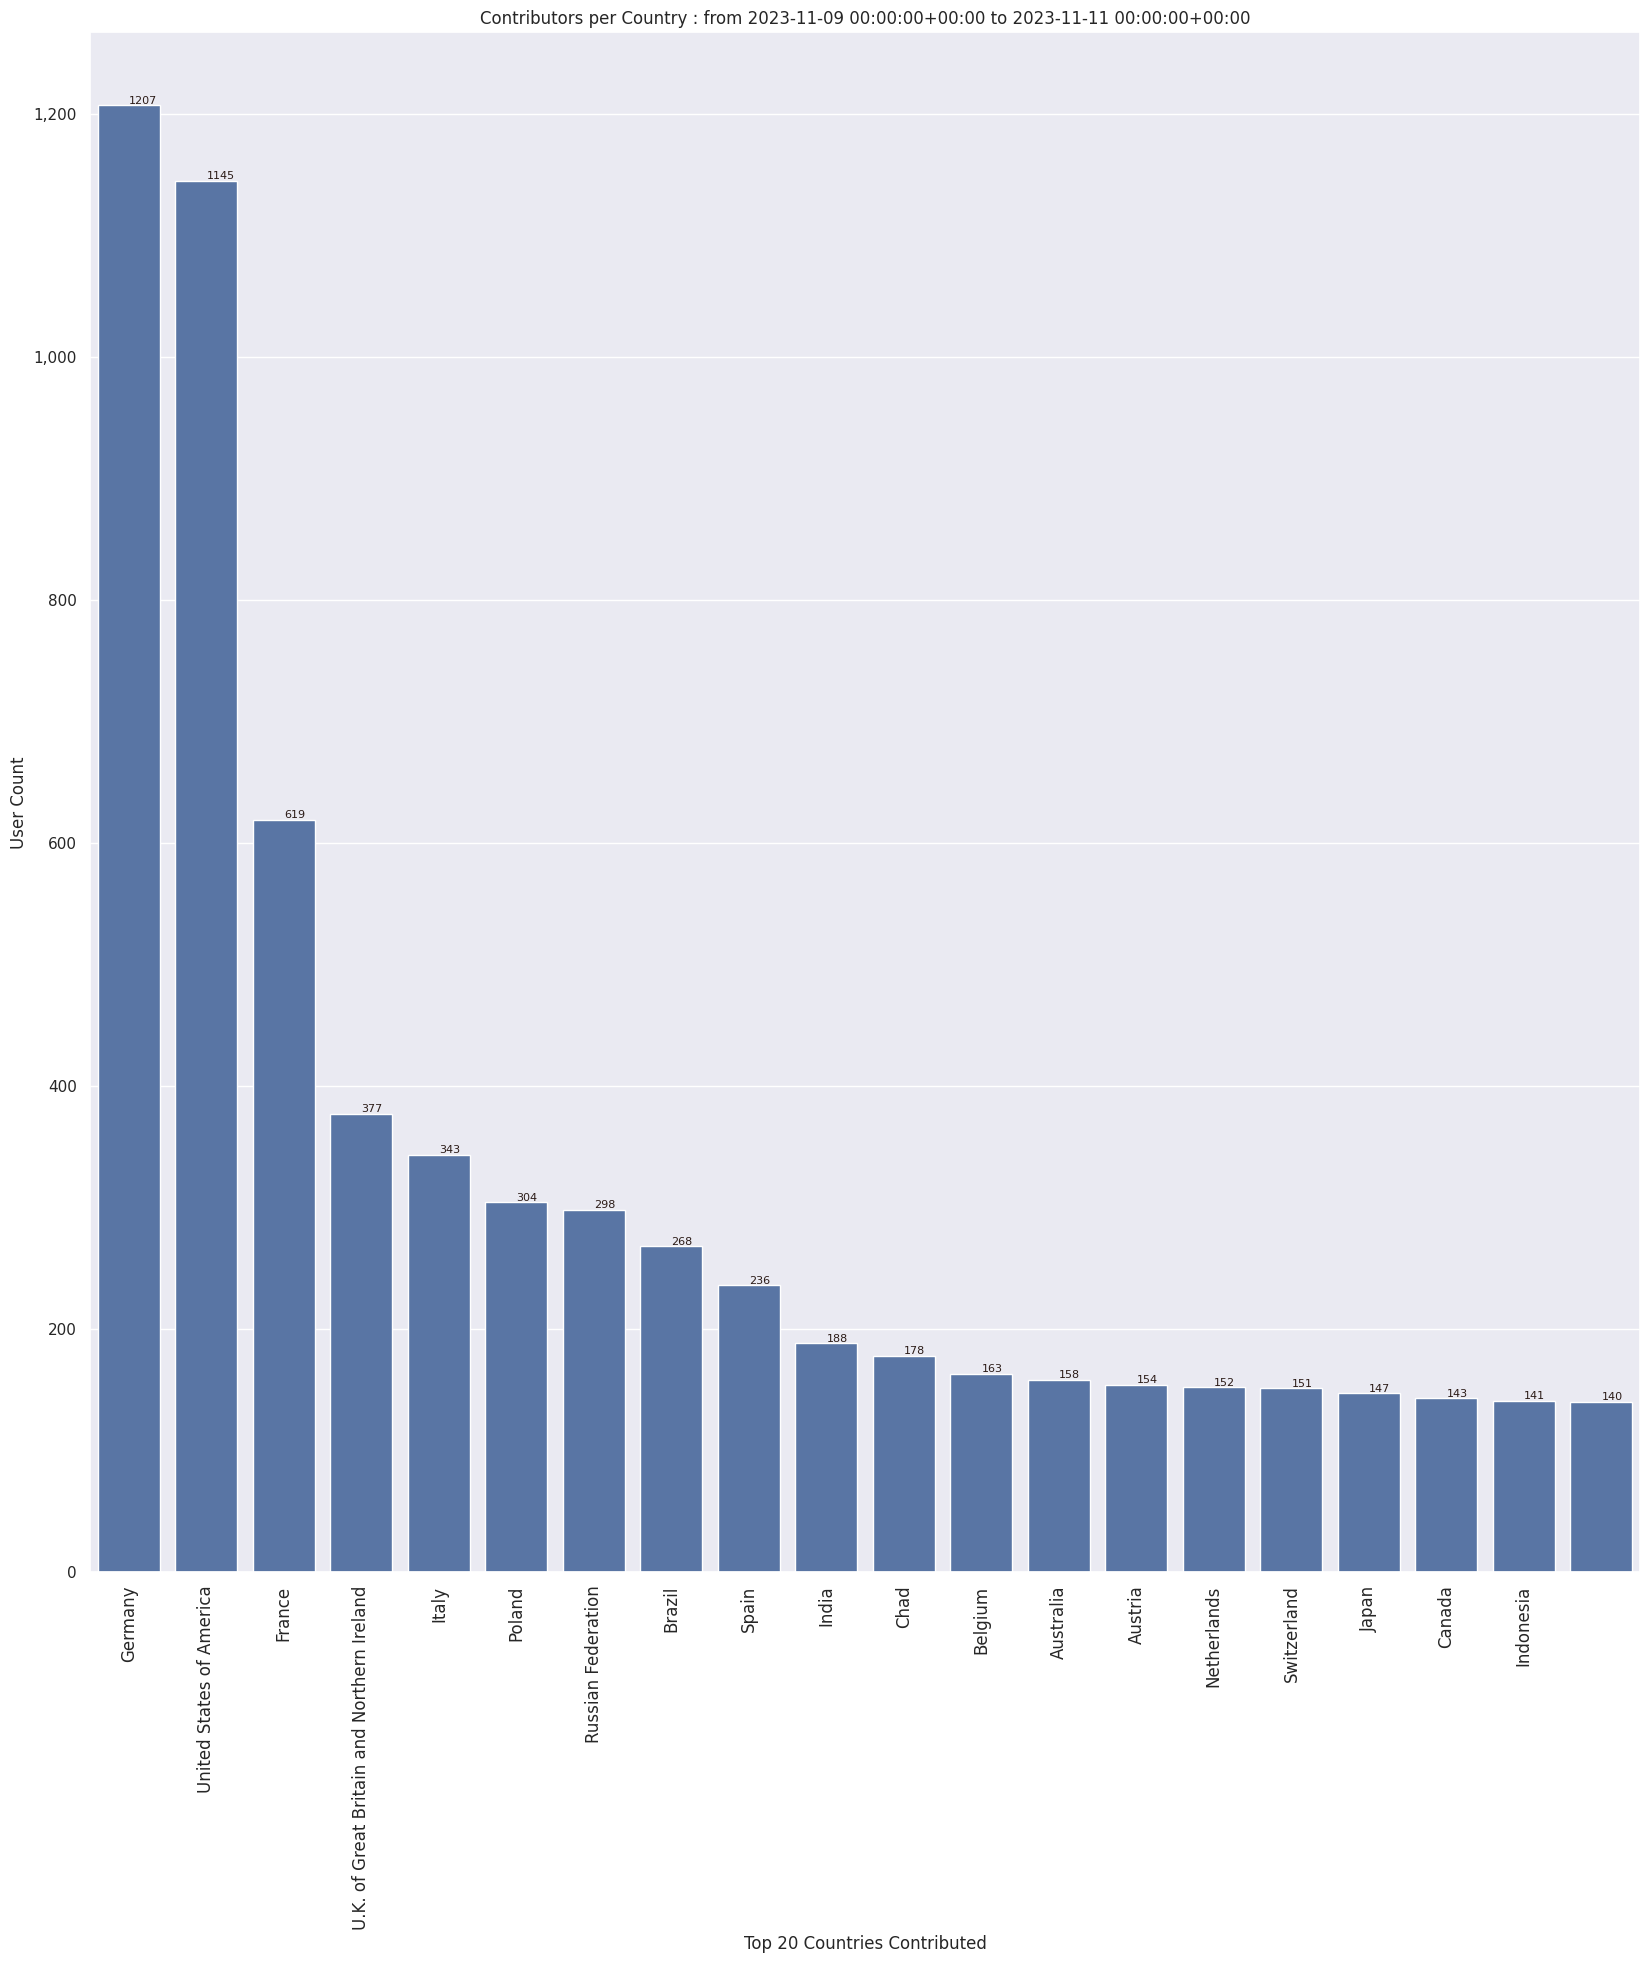 Contributors per Country : from 2023-11-09 00:00:00+00:00 to 2023-11-11 00:00:00+00:00
User Count
1,200
1,000
800
600
400
200
0
1207
1145
619
377
343
304
298
268
236
188
178
163
158
154
152
151
147
143
141
140
Germany
United States of America
France
U.K. of Great Britain and Northern Ireland
Italy
Poland
Russian Federation
Brazil
Spain
India
Chad
Belgium
Australia
Austria
Netherlands
Switzerland
Japan
Canada
Indonesia
Top 20 Countries Contributed